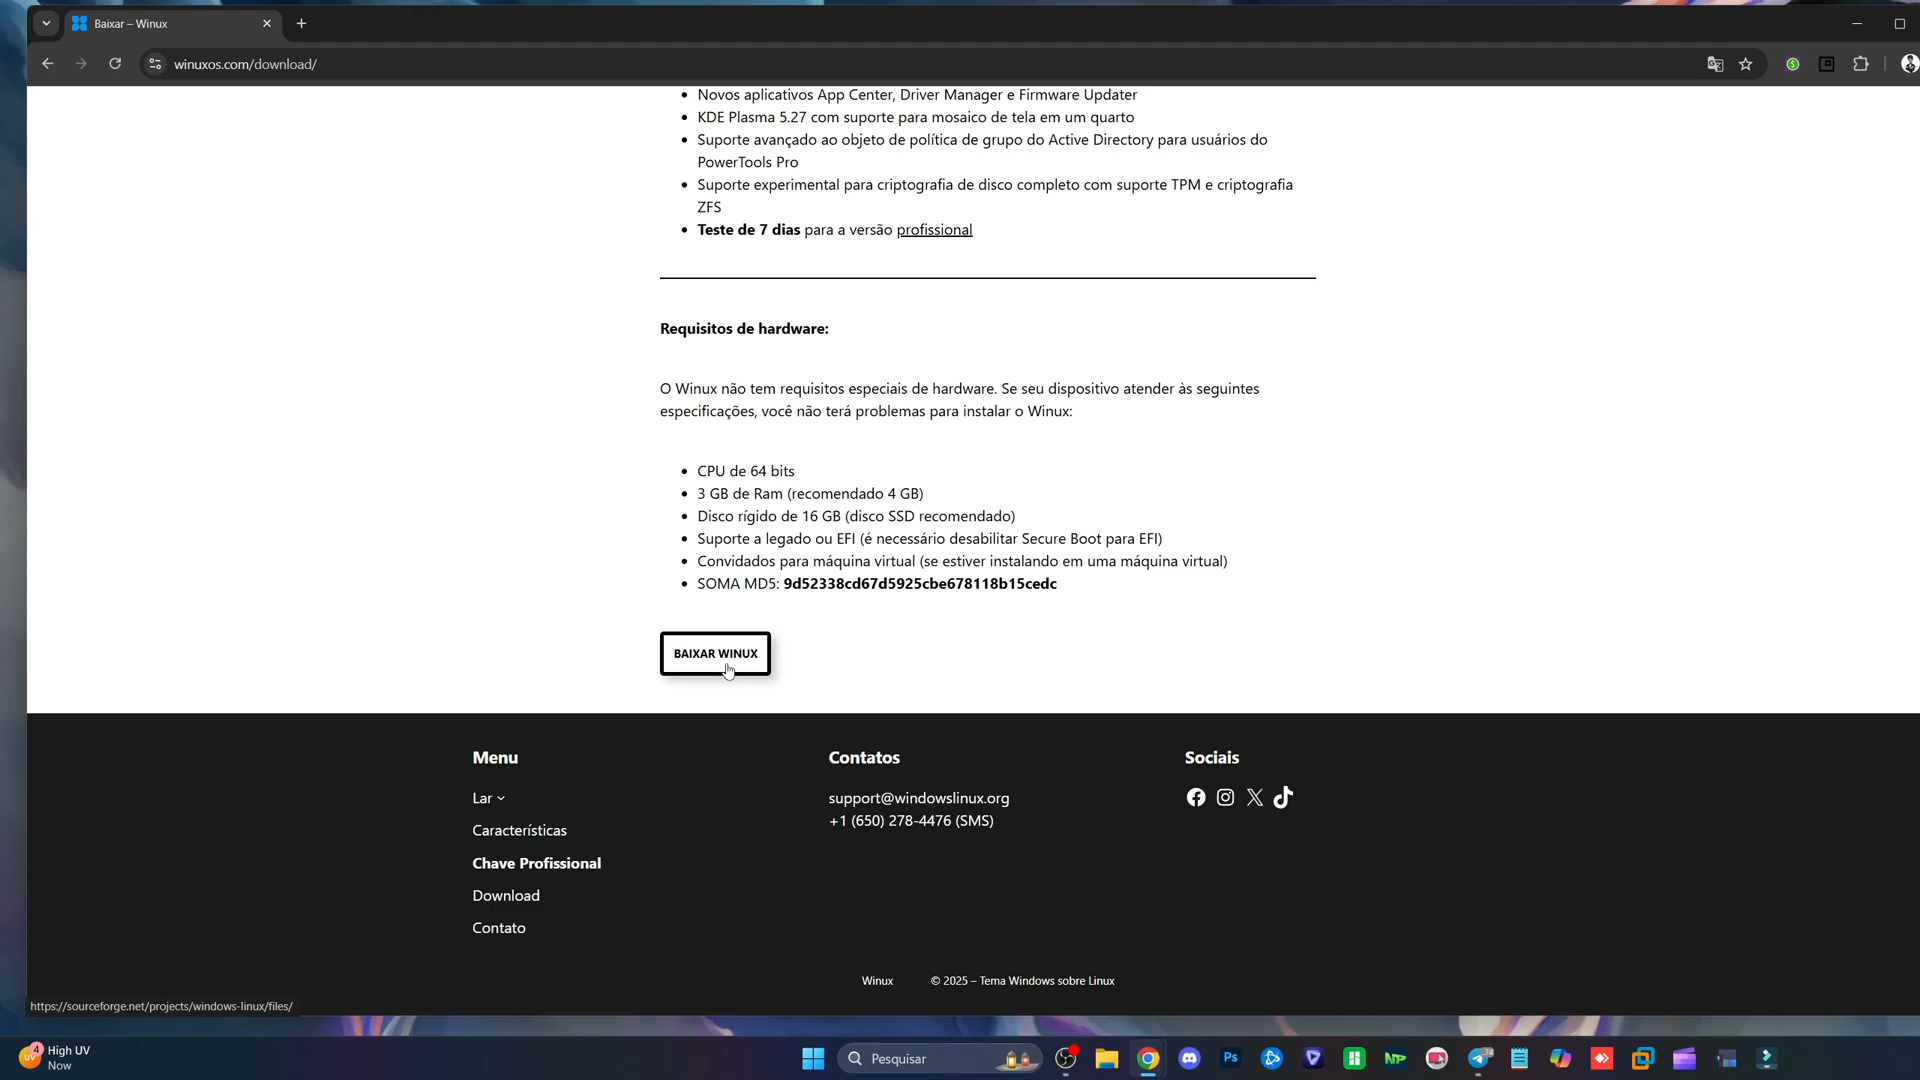 Baixar – Winux
winuxos.com/download/
Novos aplicativos App Center, Driver Manager e Firmware Updater
KDE Plasma 5.27 com suporte para mosaico de tela em um quarto
Suporte avançado ao objeto de política de grupo do Active Directory para usuários do
PowerTools Pro
Suporte experimental para criptografia de disco completo com suporte TPM e criptografia
ZFS
Teste de 7 dias para a versão profissional
Requisitos de hardware:
O Winux não tem requisitos especiais de hardware. Se seu dispositivo atender às seguintes
especificações, você não terá problemas para instalar o Winux:
CPU de 64 bits
3 GB de Ram (recomendado 4 GB)
Disco rígido de 16 GB (disco SSD recomendado)
Suporte a legado ou EFI (é necessário desabilitar Secure Boot para EFI)
Convidados para máquina virtual (se estiver instalando em uma máquina virtual)
SOMA MD5: 9d52338cd67d5925cbe678118b15cedc
BAIXAR WINUX
Menu
Lar
Características
Chave Profissional
Download
Contato
Contatos
support@windowslinux.org
+1 (650) 278-4476 (SMS)
Sociais
Winux © 2025 – Tema Windows sobre Linux
https://sourceforge.net/projects/windows-linux/files/
4
UV
High UV
Now
Pesquisar
Ps
NP
74